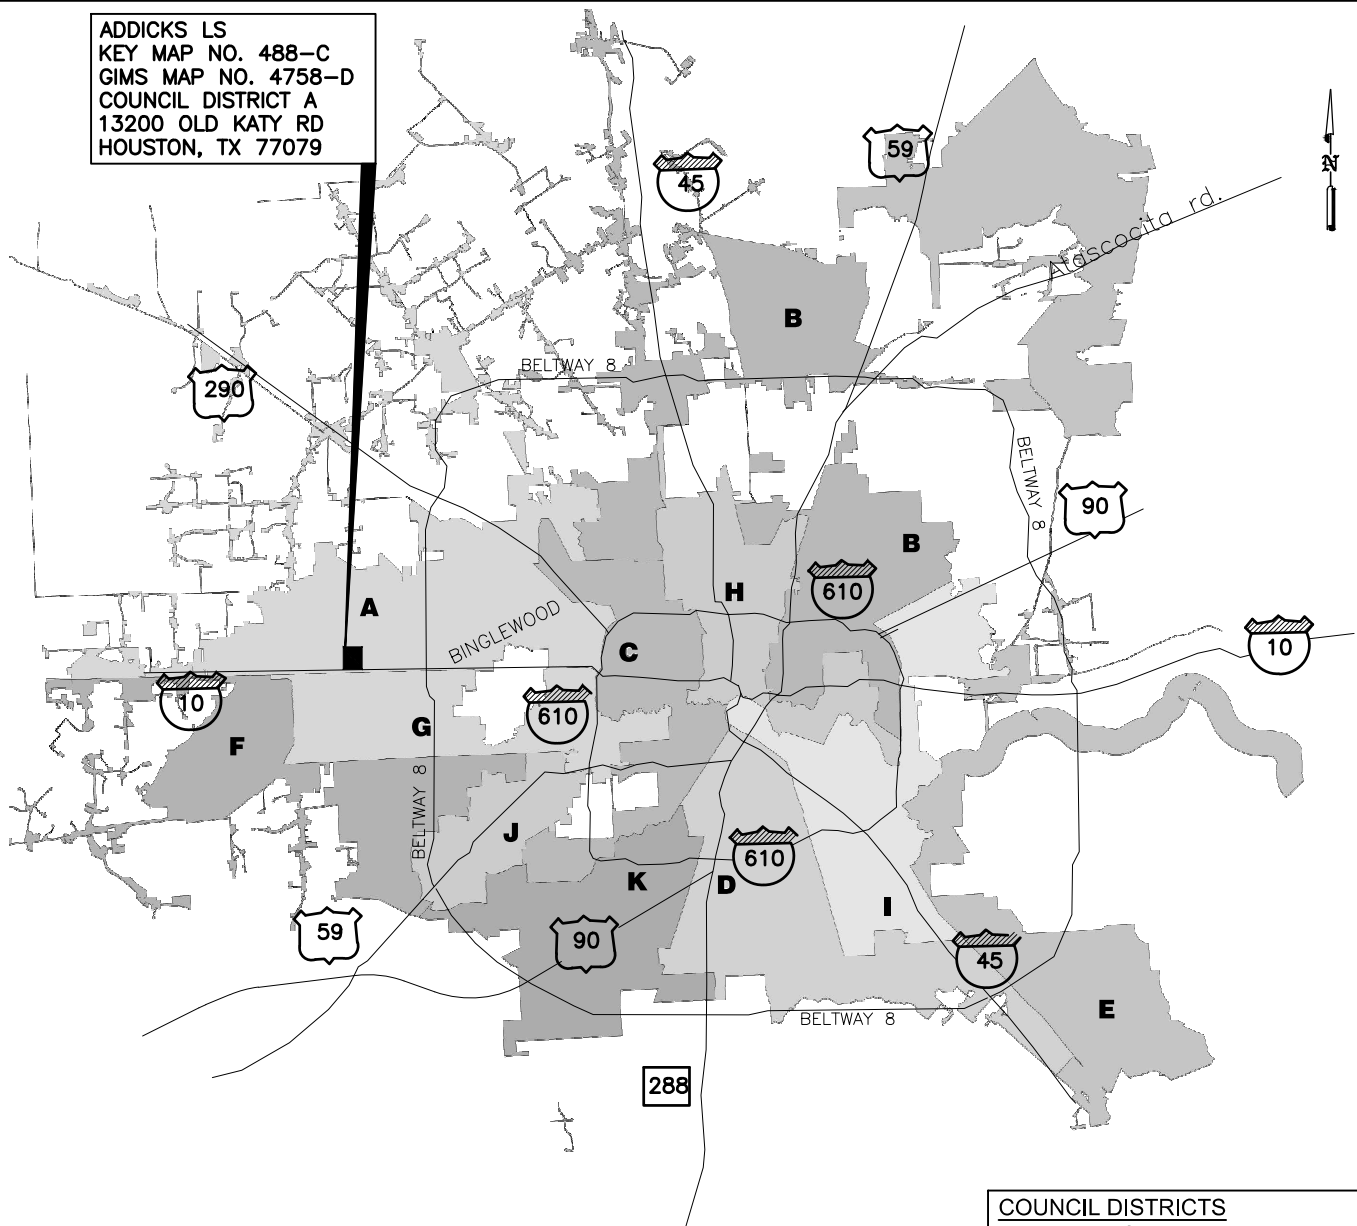 ADDICKS LS
KEY MAP NO. 488-C
GIMS MAP NO. 4758-D
COUNCIL DISTRICT A
13200 OLD KATY RD
HOUSTON, TX 77079
59
45
N
Atascocita rd.
B
BELTWAY 8
290
BELTWAY 8
90
B
610
H
A
BINGLEWOOD
C
10
10
610
G
F
BELTWAY 8
J
610
K
D
I
59
90
45
E
BELTWAY 8
288
COUNCIL DISTRICTS